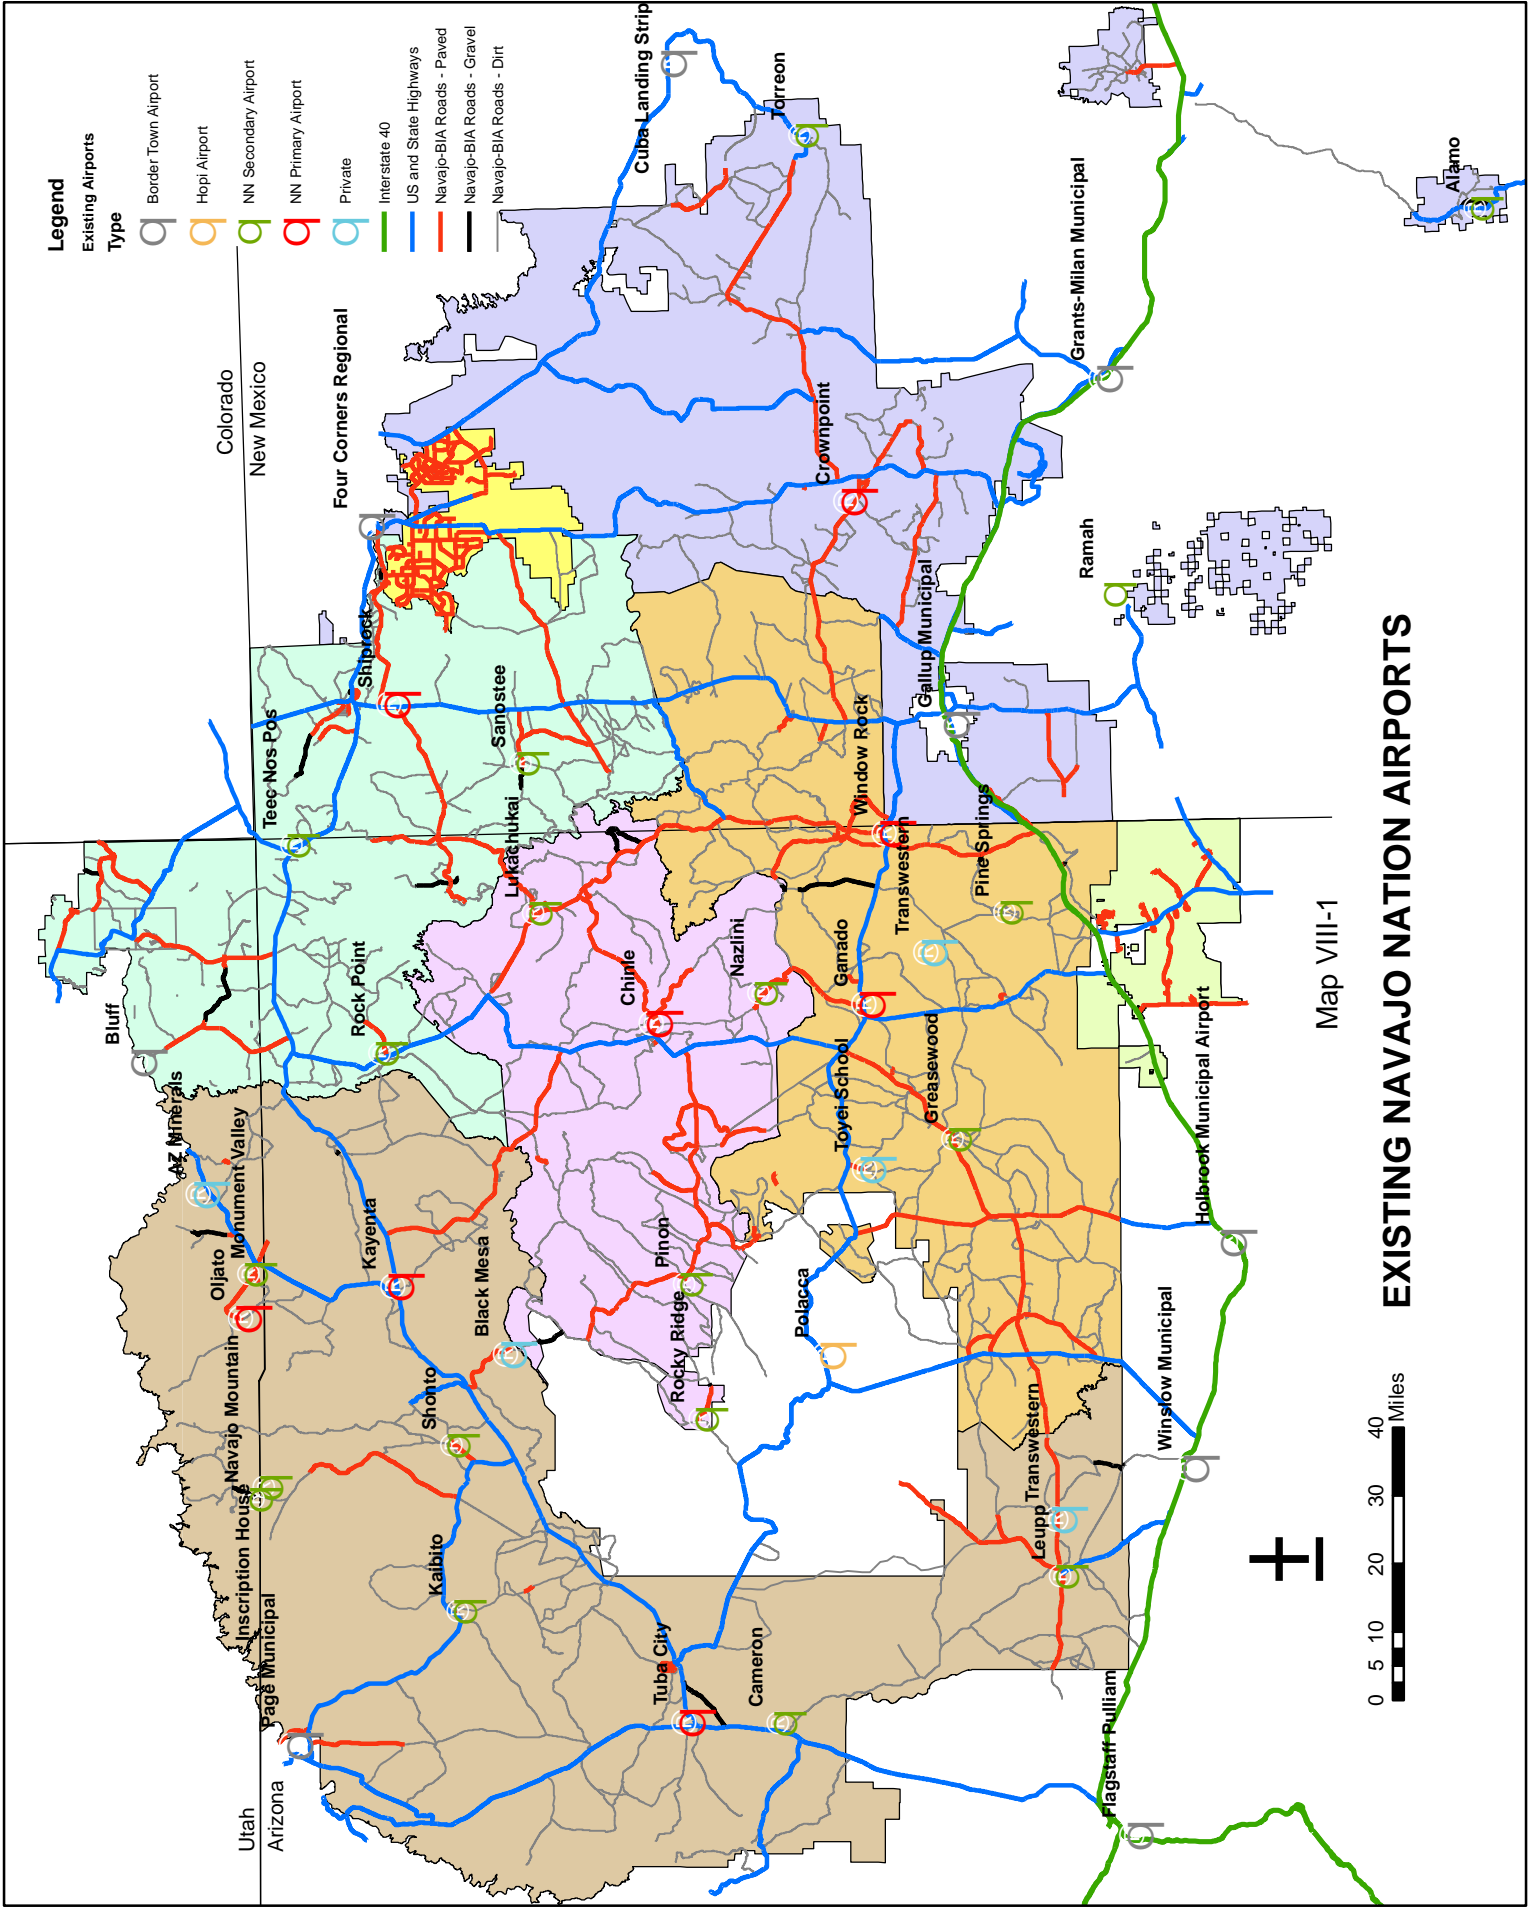 Legend
Existing Airports
Type
Border Town Airport
Hopi Airport
NN Secondary Airport
NN Primary Airport
Private
Interstate 40
US and State Highways
Navajo-BIA Roads - Paved
Navajo-BIA Roads - Gravel
Navajo-BIA Roads - Dirt
Utah
Arizona
Colorado
New Mexico
Bluff
AZ Minerals
Monument Valley
Oljato
Navajo Mountain
Inscription House
Page Municipal
Teec Nos Pos
Four Corners Regional
Shiprock
Rock Point
Kayenta
Shonto
Kaibito
Black Mesa
Sanostee
Lukachukai
Cuba Landing Strip
Torreon
Chinle
Pinon
Rocky Ridge
Tuba City
Cameron
Nazlini
Polacca
Crownpoint
Window Rock
Ganado
Toyei School
Transwestern
Greasewood
Pine Springs
Gallup Municipal
Grants-Milan Municipal
Ramah
Alamo
Transwestern
Leupp
Flagstaff Pulliam
Winslow Municipal
Holbrook Municipal Airport
Map VIII-1
0 5 10 20 30 40
Miles
EXISTING NAVAJO NATION AIRPORTS